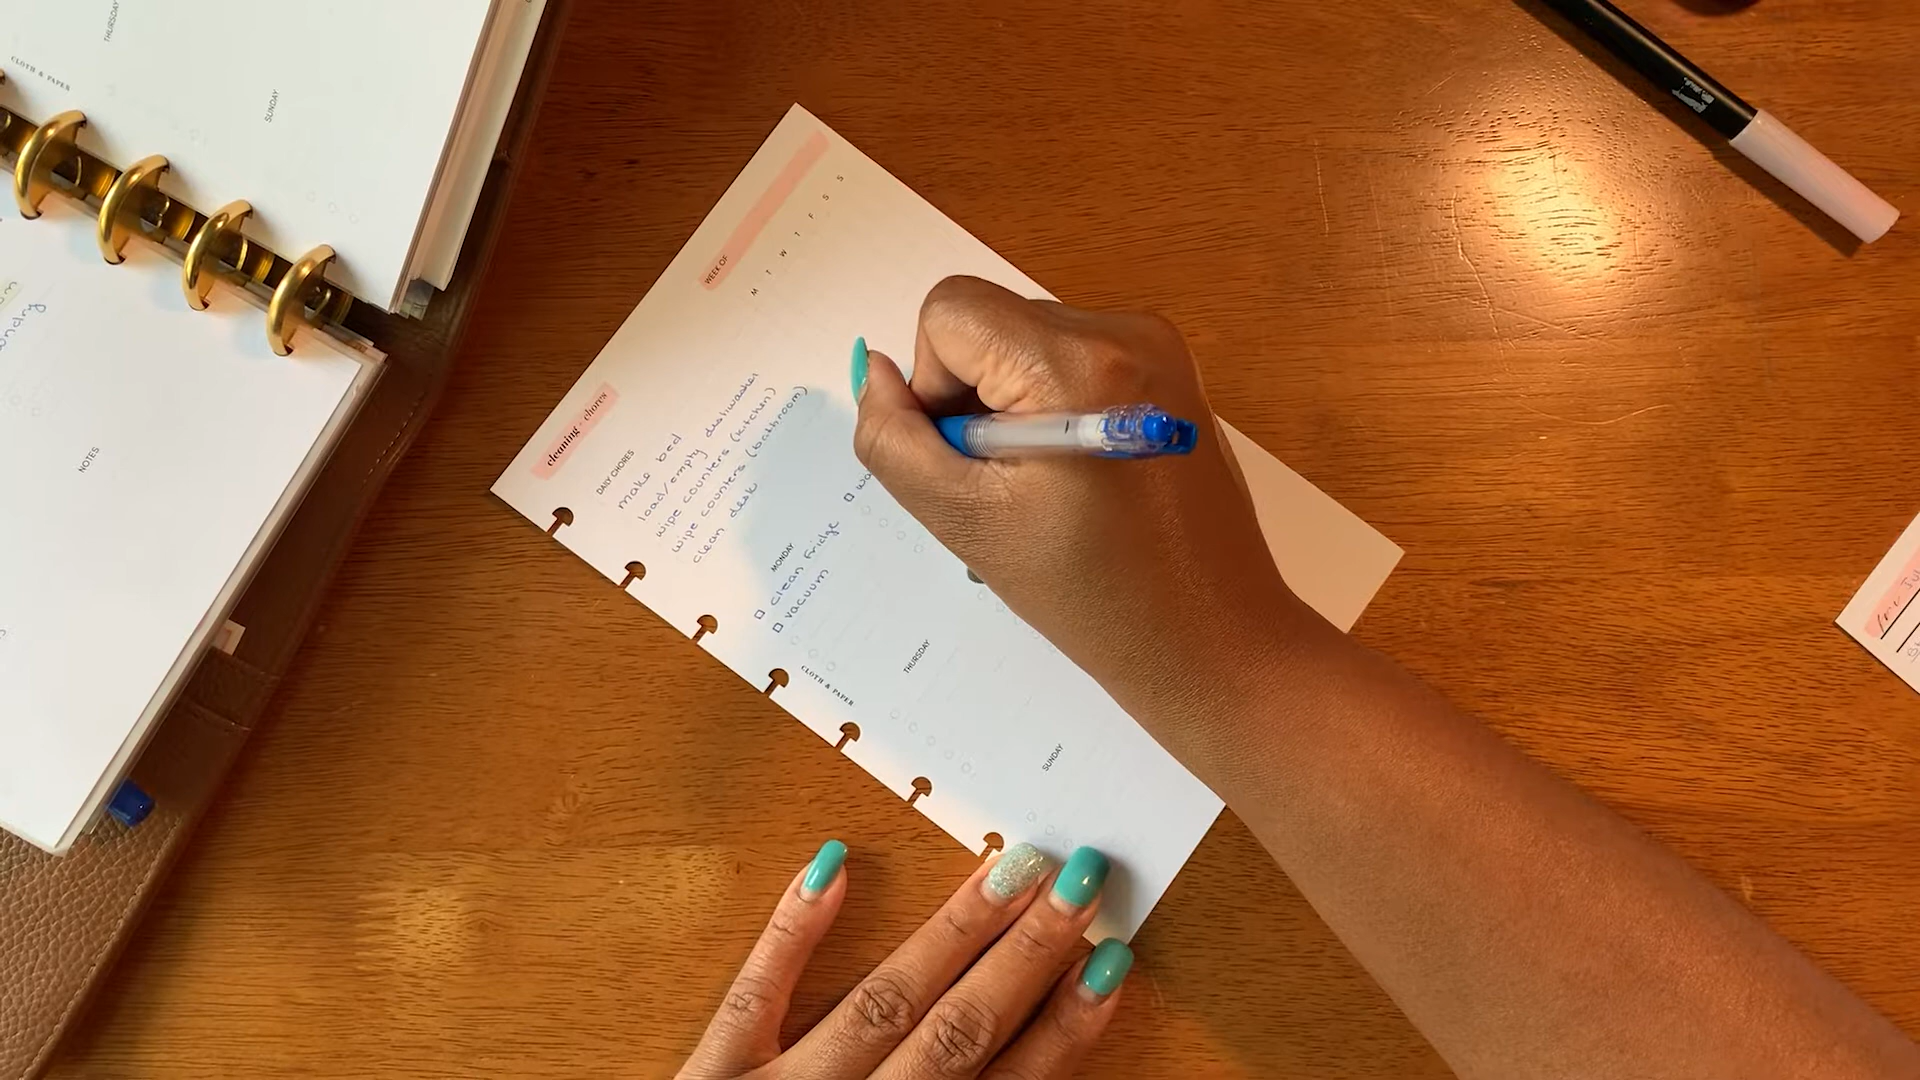 THURSDAY
CLOTH & PAPER
SUNDAY
NOTES
WEEK OF
M T W T F S S
cleaning + chores
DAILY CHORES
make bed
load/empty dishwasher
wipe counters (kitchen)
wipe counters (bathroom)
clean desk
MONDAY
clean fridge
vacuum
THURSDAY
SUNDAY
CLOTH & PAPER